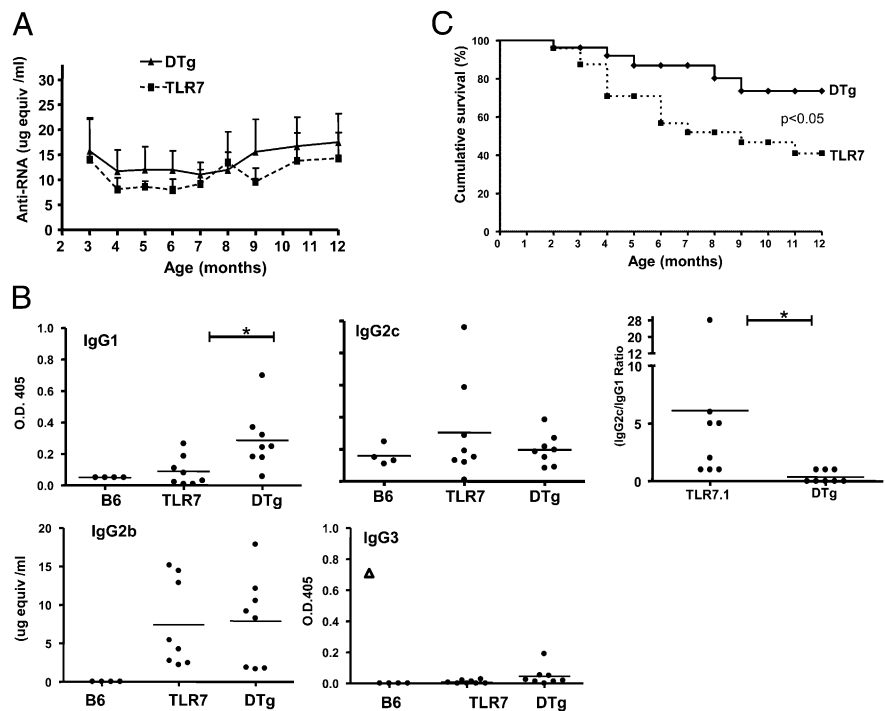 A
DTg
TLR7
Anti-RNA (ug equiv /ml)
30
25
20
15
10
5
0
2 3 4 5 6 7 8 9 10 11 12
Age (months)
C
Cumulative survival (%)
100
80
60
40
20
0
0 1 2 3 4 5 6 7 8 9 10 11 12
Age (months)
DTg
p<0.05
TLR7
B
IgG1
*
O.D. 405
1.0
0.8
0.6
0.4
0.2
0.0
B6 TLR7 DTg
IgG2c
B6 TLR7 DTg
(IgG2c/IgG1 Ratio
28
20
12
10
5
0
*
TLR7.1 DTg
IgG2b
(ug equiv /ml
20
15
10
5
0
B6 TLR7 DTg
IgG3
O.D.405
1.0
0.8
0.6
0.4
0.2
0.0
B6 TLR7 DTg